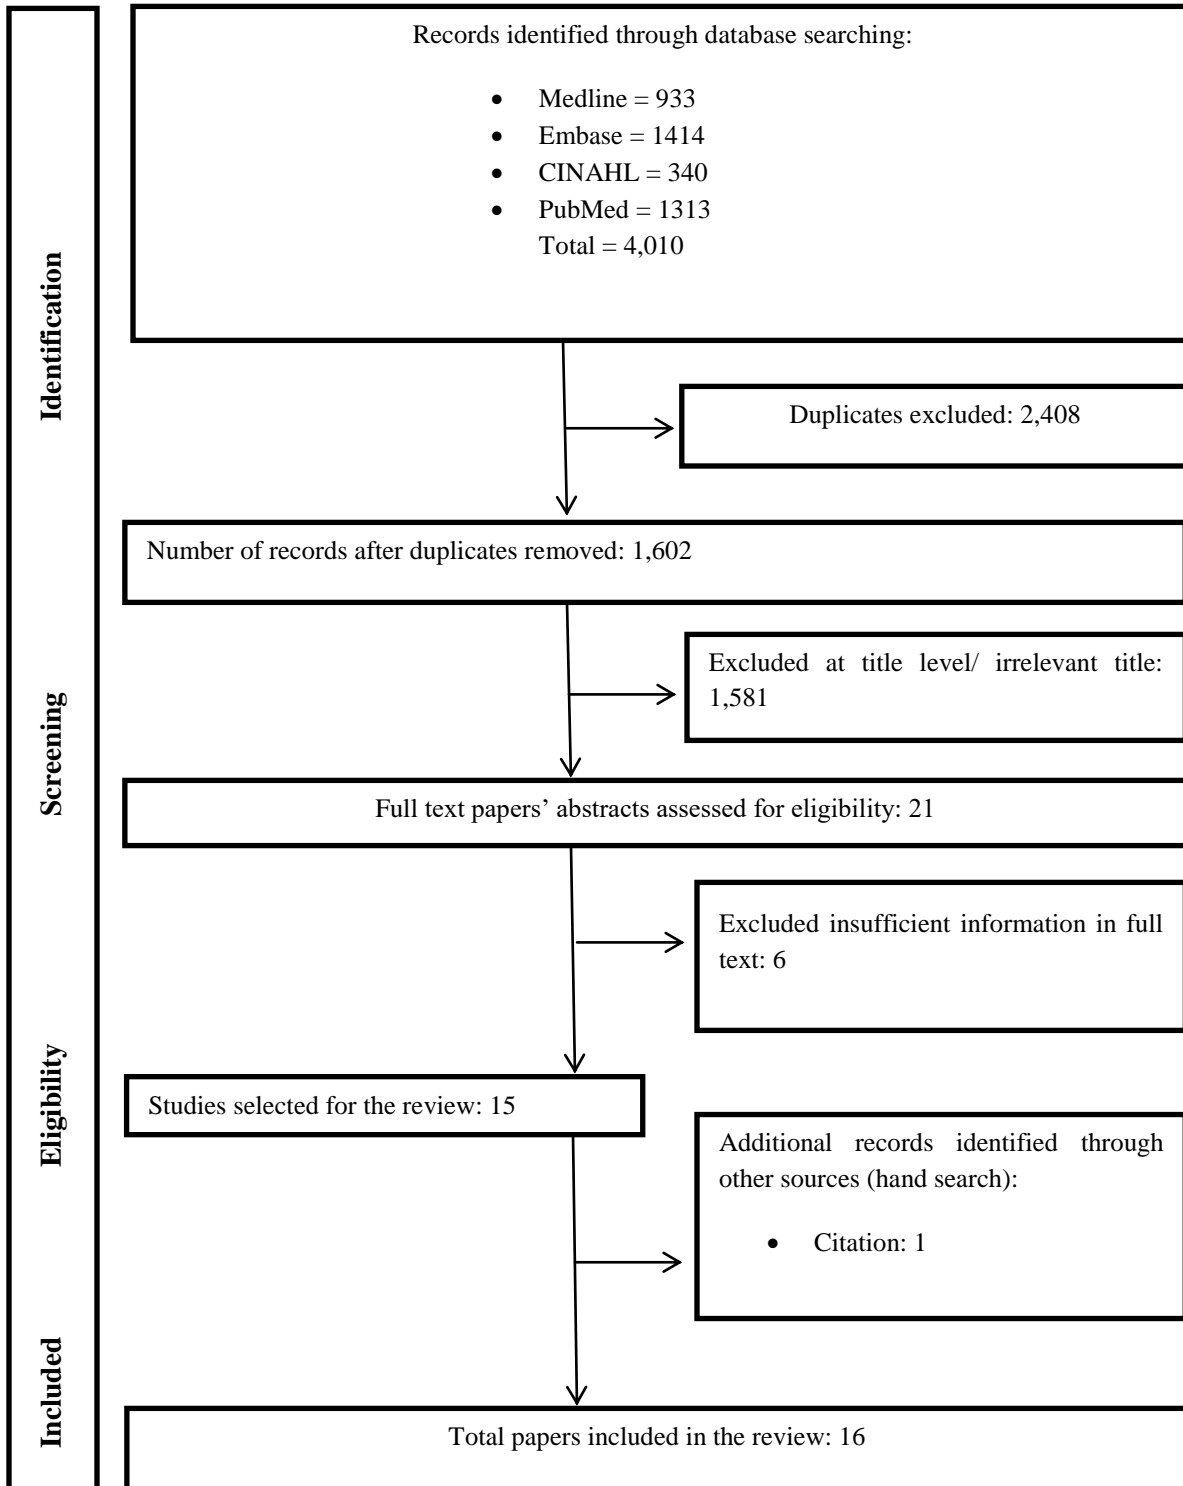 Records identified through database searching:
• Medline = 933
• Embase = 1414
• CINAHL = 340
• PubMed = 1313
Total = 4,010
Identification
Duplicates excluded: 2,408
Number of records after duplicates removed: 1,602
Excluded at title level/ irrelevant title:
1,581
Screening
Full text papers’ abstracts assessed for eligibility: 21
Excluded insufficient information in full
text: 6
Eligibility
Studies selected for the review: 15
Additional records identified through
other sources (hand search):
• Citation: 1
Included
Total papers included in the review: 16